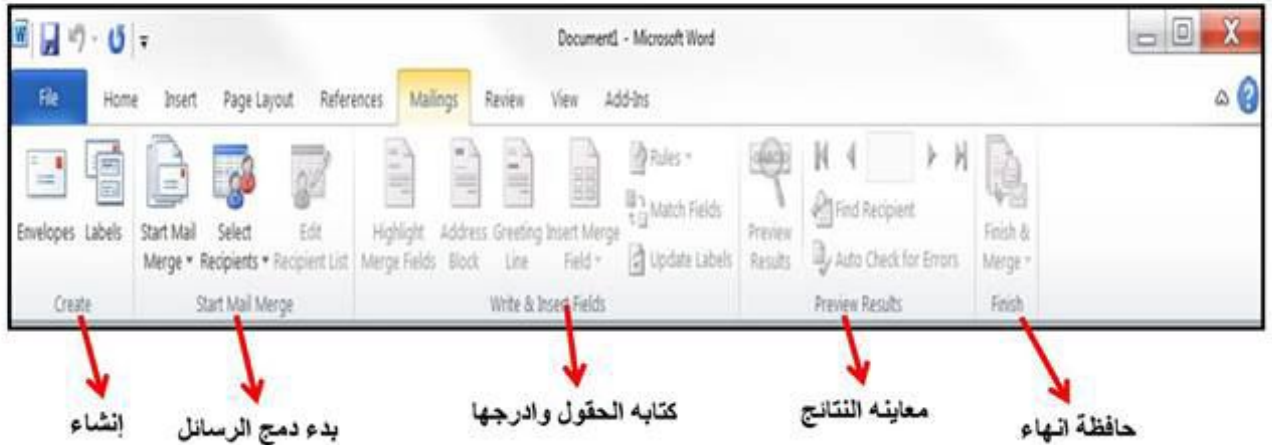 Document1 - Microsoft Word
File Home Insert Page Layout References Mailings Review View Add-Ins
Envelopes Labels Start Mail Merge Select Recipients Edit Recipient List Highlight Merge Fields Address Block Greeting Line Insert Merge Field Rules Match Fields Update Labels Preview Results Find Recipient Auto Check for Errors Finish & Merge
Create Start Mail Merge Write & Insert Fields Preview Results Finish
إنشاء
بدء دمج الرسائل
كتابه الحقول وادرجها
معاينه النتائج
حافظة انهاء